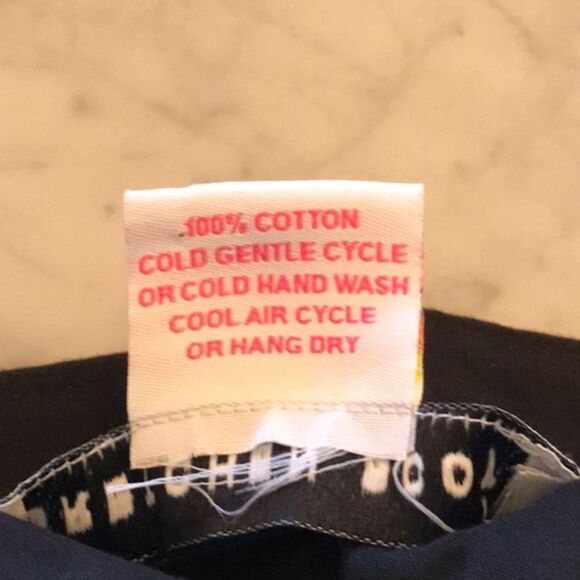 100% COTTON
COLD GENTLE CYCLE
OR COLD HAND WASH
COOL AIR CYCLE
OR HANG DRY